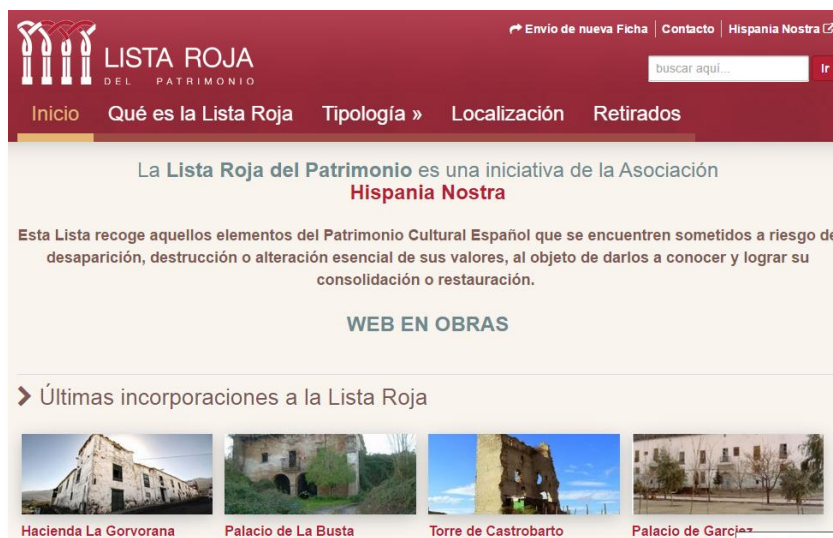 Envío de nueva Ficha Contacto Hispania Nostra
LISTA ROJA
DEL PATRIMONIO
buscar aquí... Ir
Inicio Qué es la Lista Roja Tipología » Localización Retirados
La Lista Roja del Patrimonio es una iniciativa de la Asociación
Hispania Nostra
Esta Lista recoge aquellos elementos del Patrimonio Cultural Español que se encuentren sometidos a riesgo de
desaparición, destrucción o alteración esencial de sus valores, al objeto de darlos a conocer y lograr su
consolidación o restauración.
WEB EN OBRAS
Últimas incorporaciones a la Lista Roja
Hacienda La Gorvorana Palacio de La Busta Torre de Castrobarto Palacio de Garciez